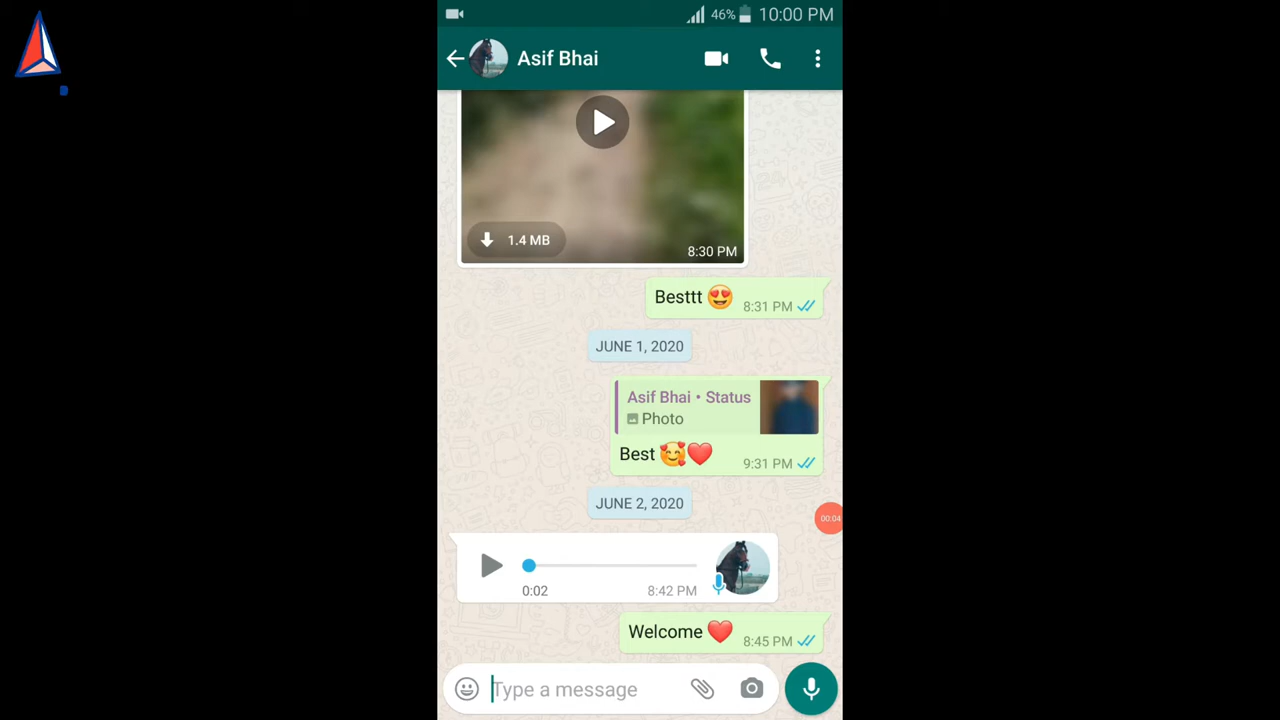 46% 10:00 PM
Asif Bhai
1.4 MB
8:30 PM
Besttt 😍 8:31 PM
JUNE 1, 2020
Asif Bhai • Status
Photo
Best 🥰❤️ 9:31 PM
JUNE 2, 2020
00:04
0:02 8:42 PM
Welcome ❤️ 8:45 PM
Type a message